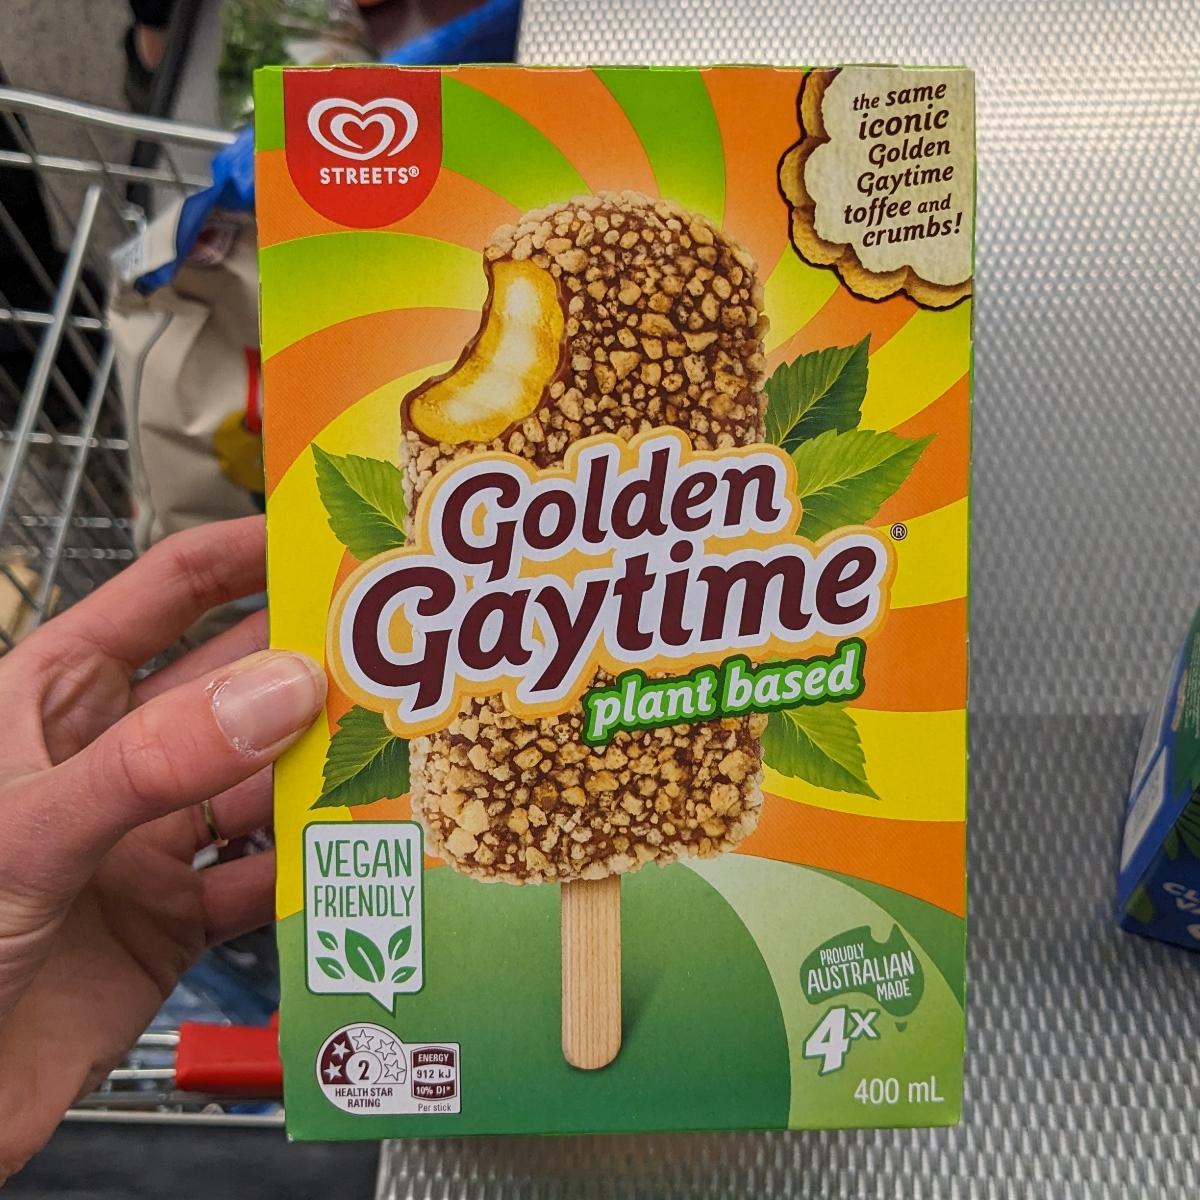 STREETS®
the same
iconic
Golden
Gaytime
toffee and
crumbs!
Golden
Gaytime®
plant based
VEGAN
FRIENDLY
PROUDLY
AUSTRALIAN
MADE
4x
400 mL
2
HEALTH STAR
RATING
ENERGY
912 kJ
10% DI*
Per stick